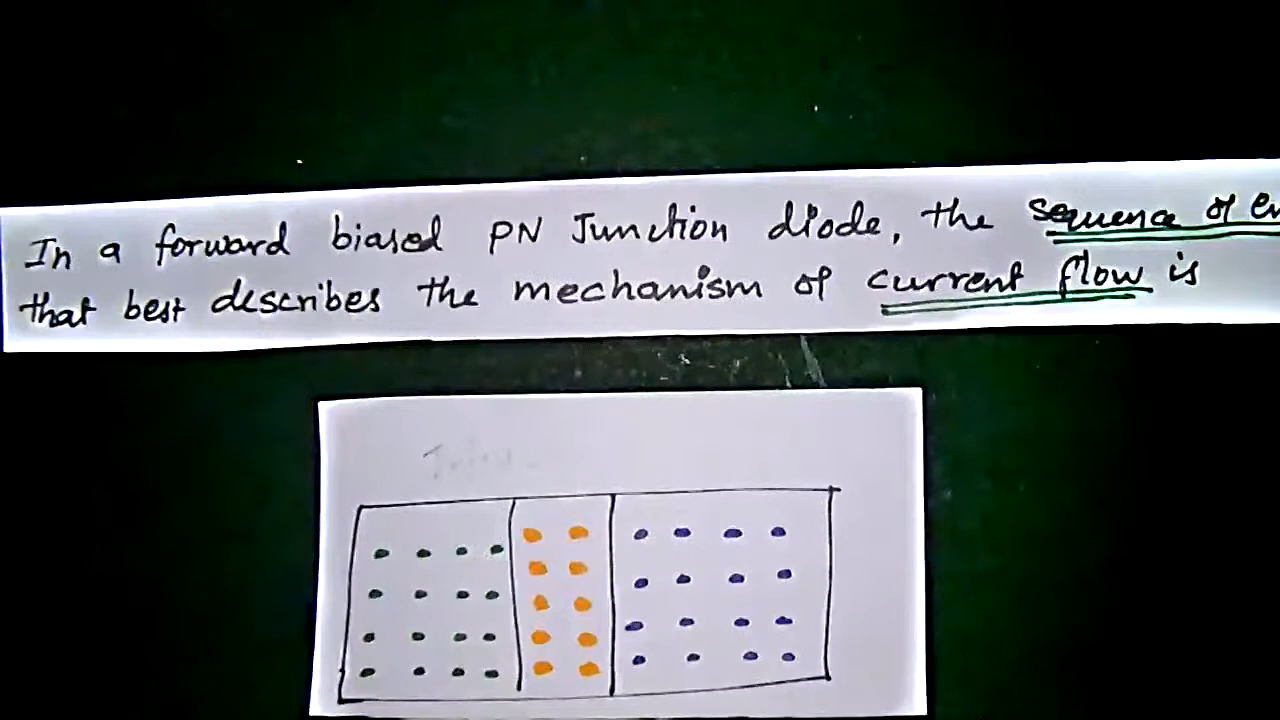 In a forward biased PN Junction diode, the sequence of
that best describes the mechanism of current flow is